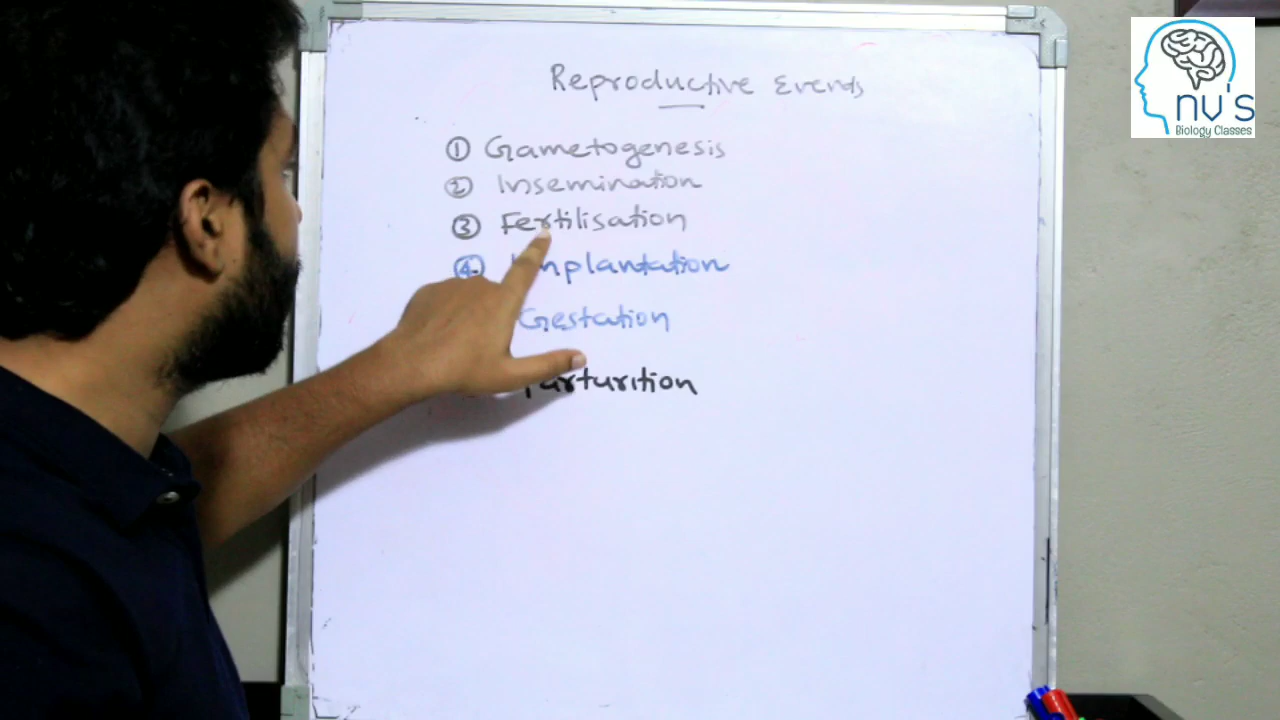 Reproductive Events
① Gametogenesis
② Insemination
③ Fertilisation
④ Implantation
Gestation
parturition
nv's
Biology Classes